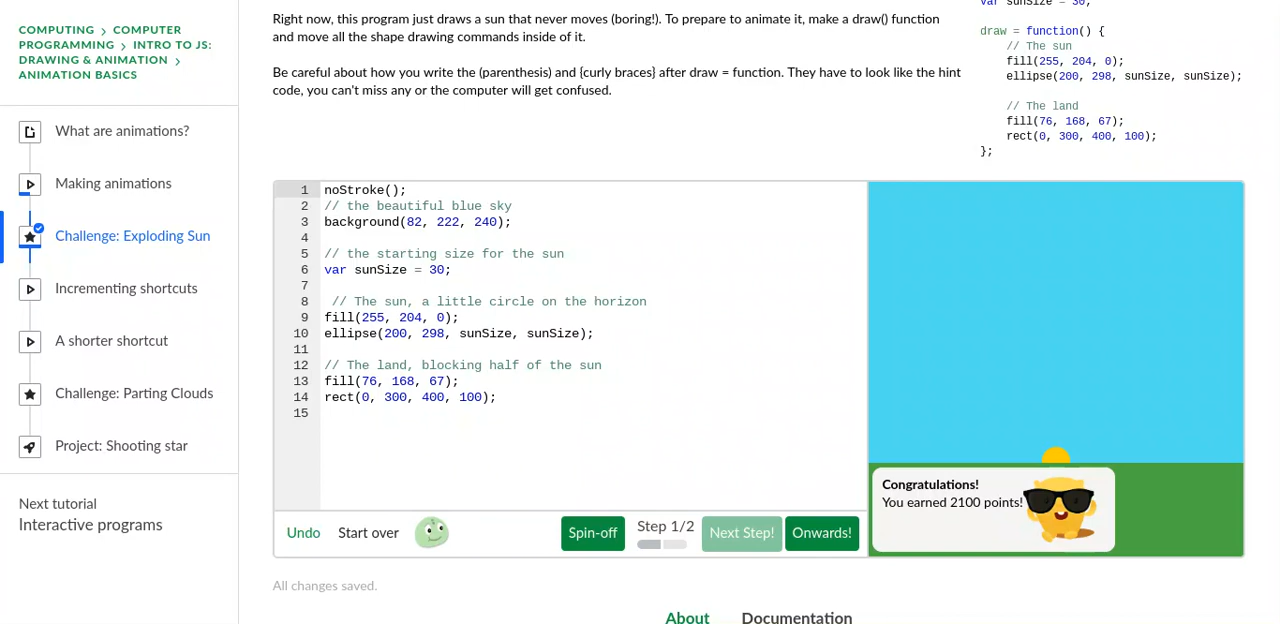 COMPUTING > COMPUTER
PROGRAMMING > INTRO TO JS:
DRAWING & ANIMATION >
ANIMATION BASICS
What are animations?
Making animations
Challenge: Exploding Sun
Incrementing shortcuts
A shorter shortcut
Challenge: Parting Clouds
Project: Shooting star
Next tutorial
Interactive programs
Right now, this program just draws a sun that never moves (boring!). To prepare to animate it, make a draw() function
and move all the shape drawing commands inside of it.
Be careful about how you write the (parenthesis) and {curly braces} after draw = function. They have to look like the hint
code, you can't miss any or the computer will get confused.
var sunSize = 30;
draw = function() {
// The sun
fill(255, 204, 0);
ellipse(200, 298, sunSize, sunSize);
// The land
fill(76, 168, 67);
rect(0, 300, 400, 100);
};
1 noStroke();
2 // the beautiful blue sky
3 background(82, 222, 240);
4
5 // the starting size for the sun
6 var sunSize = 30;
7
8 // The sun, a little circle on the horizon
9 fill(255, 204, 0);
10 ellipse(200, 298, sunSize, sunSize);
11
12 // The land, blocking half of the sun
13 fill(76, 168, 67);
14 rect(0, 300, 400, 100);
15
Congratulations!
You earned 2100 points!
Undo Start over Spin-off Step 1/2 Next Step! Onwards!
All changes saved.
About Documentation